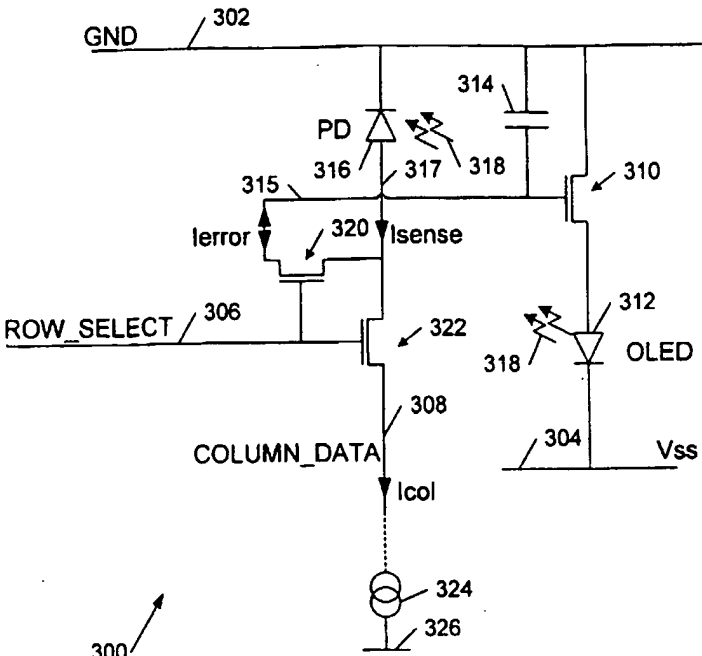 302
GND
314
PD
316
317
318
310
315
320
Ierror
Isense
312
306
ROW_SELECT
322
318
OLED
308
304
COLUMN_DATA
Vss
Icol
324
326
300